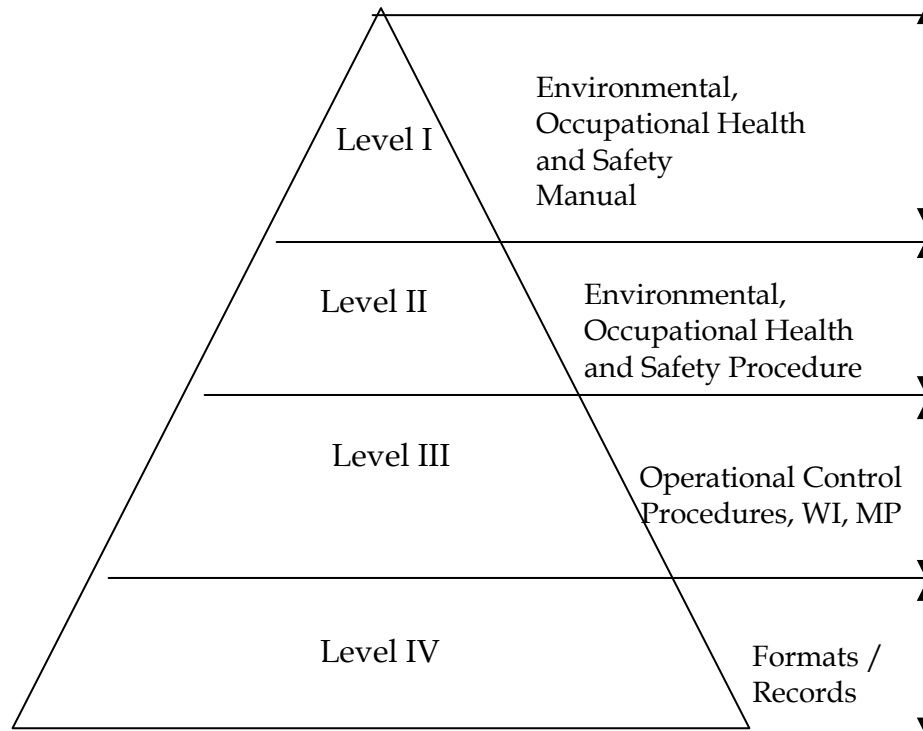 Level I
Environmental,
Occupational Health
and Safety
Manual
Level II
Environmental,
Occupational Health
and Safety Procedure
Level III
Operational Control
Procedures, WI, MP
Level IV
Formats /
Records